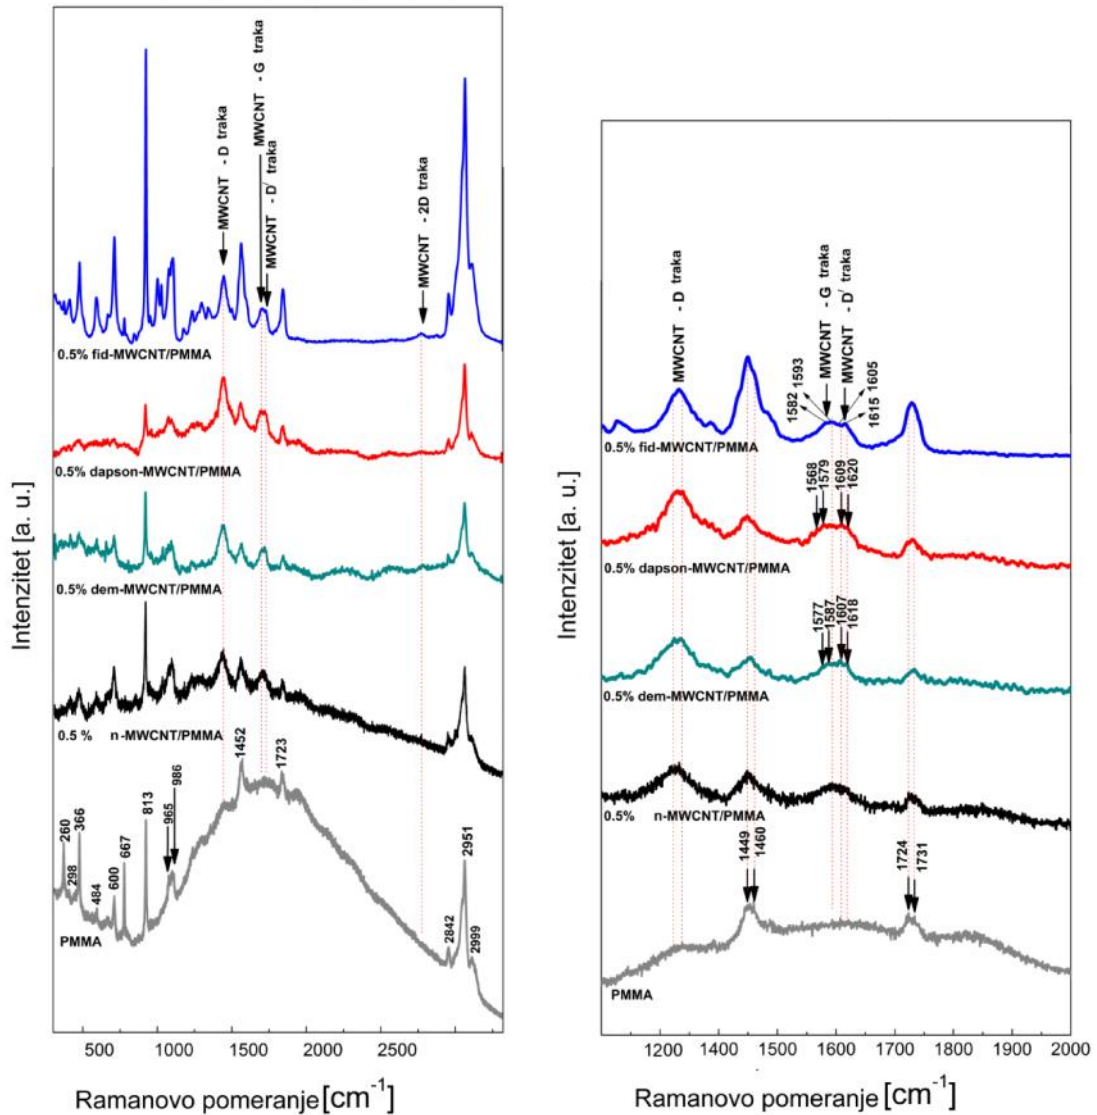 MWCNT - D traka
MWCNT - G traka
MWCNT - D′ traka
MWCNT - 2D traka
0.5% fid-MWCNT/PMMA
0.5% dapson-MWCNT/PMMA
0.5% dem-MWCNT/PMMA
0.5 % n-MWCNT/PMMA
260
366
298
484
600
667
813
965
986
1452
1723
2842
2951
2999
PMMA
Intenzitet [a. u.]
500 1000 1500 2000 2500
Ramanovo pomeranje [cm-1]
MWCNT - D traka
MWCNT - G traka
MWCNT - D′ traka
1582 1593
1615 1605
0.5% fid-MWCNT/PMMA
1568
1579
1609
1620
0.5% dapson-MWCNT/PMMA
1577
1587
1607
1618
0.5% dem-MWCNT/PMMA
0.5% n-MWCNT/PMMA
1449
1460
1724
1731
PMMA
Intenzitet [a. u.]
1200 1400 1500 1600 1700 1800 1900 2000
Ramanovo pomeranje [cm-1]